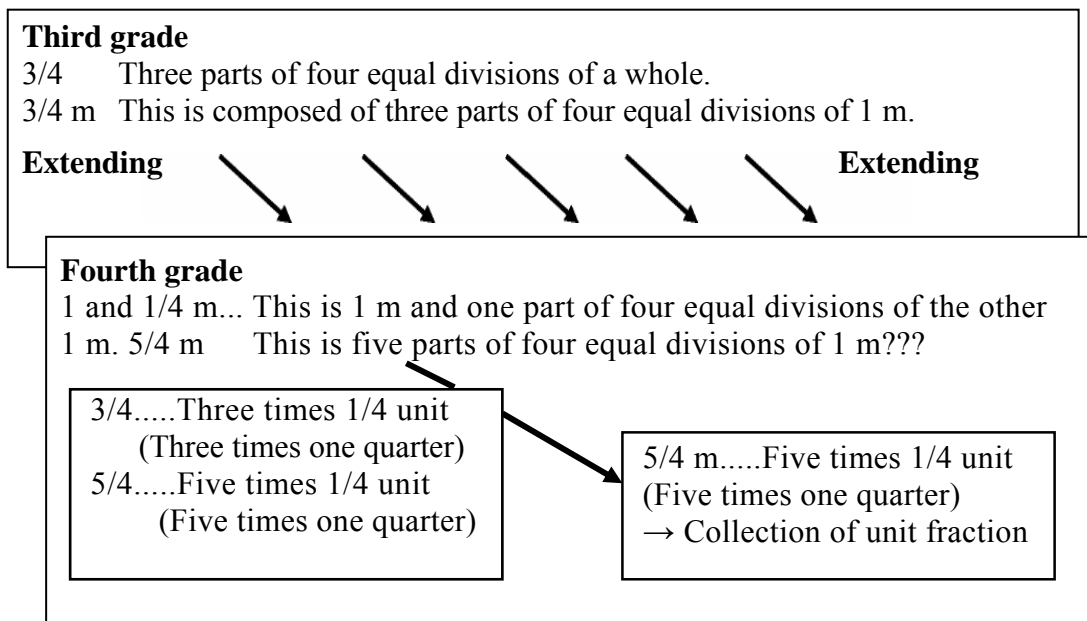 Third grade
3/4 Three parts of four equal divisions of a whole.
3/4 m This is composed of three parts of four equal divisions of 1 m.
Extending Extending
Fourth grade
1 and 1/4 m... This is 1 m and one part of four equal divisions of the other
1 m. 5/4 m This is five parts of four equal divisions of 1 m???
3/4.....Three times 1/4 unit
(Three times one quarter)
5/4.....Five times 1/4 unit
(Five times one quarter)
5/4 m.....Five times 1/4 unit
(Five times one quarter)
→ Collection of unit fraction